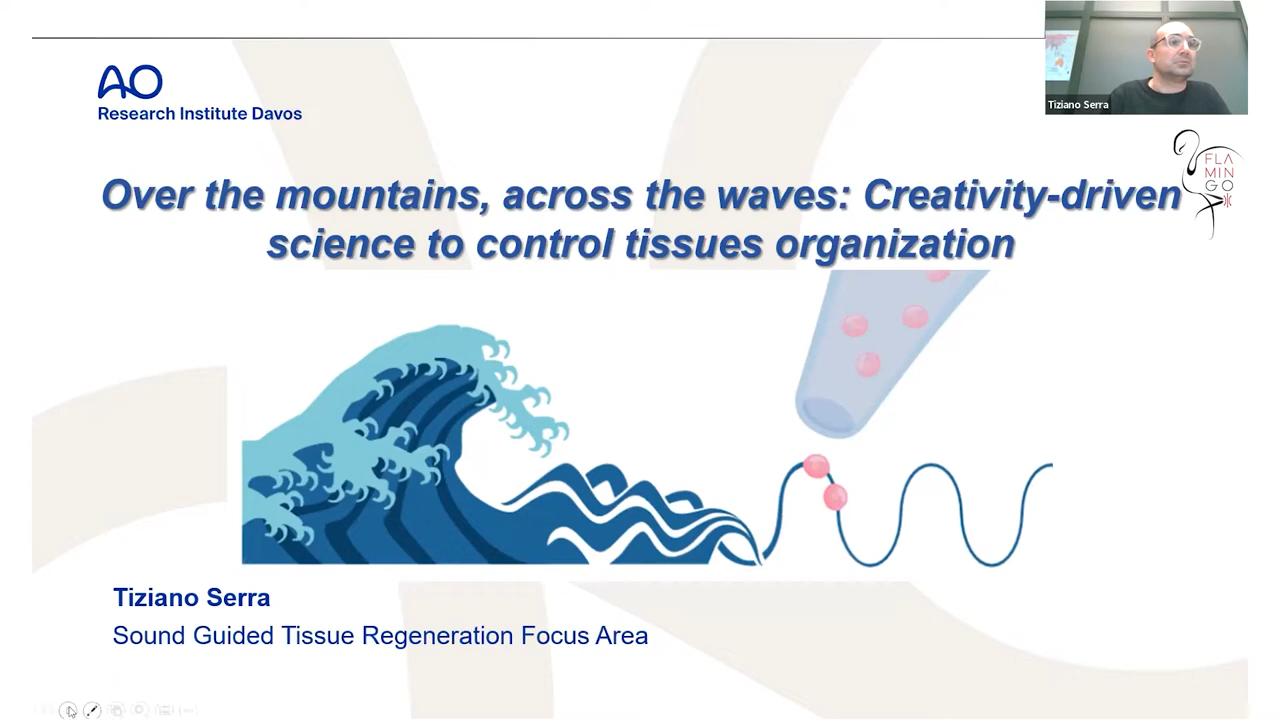 AO
Research Institute Davos
Tiziano Serra
FLA
MIN
GO
Over the mountains, across the waves: Creativity-driven
science to control tissues organization
Tiziano Serra
Sound Guided Tissue Regeneration Focus Area